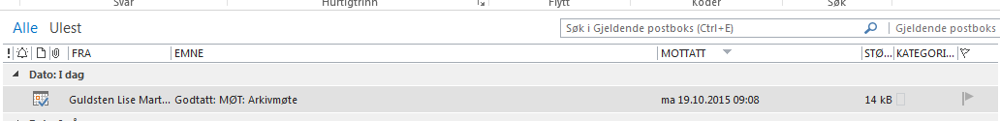 Svar Hurtigtrinn Flytt Koder Søk
Alle Ulest Søk i Gjeldende postboks (Ctrl+E) Gjeldende postboks
! FRA EMNE MOTTATT STØ... KATEGORI...
Dato: I dag
Guldsten Lise Mart... Godtatt: MØT: Arkivmøte ma 19.10.2015 09:08 14 kB